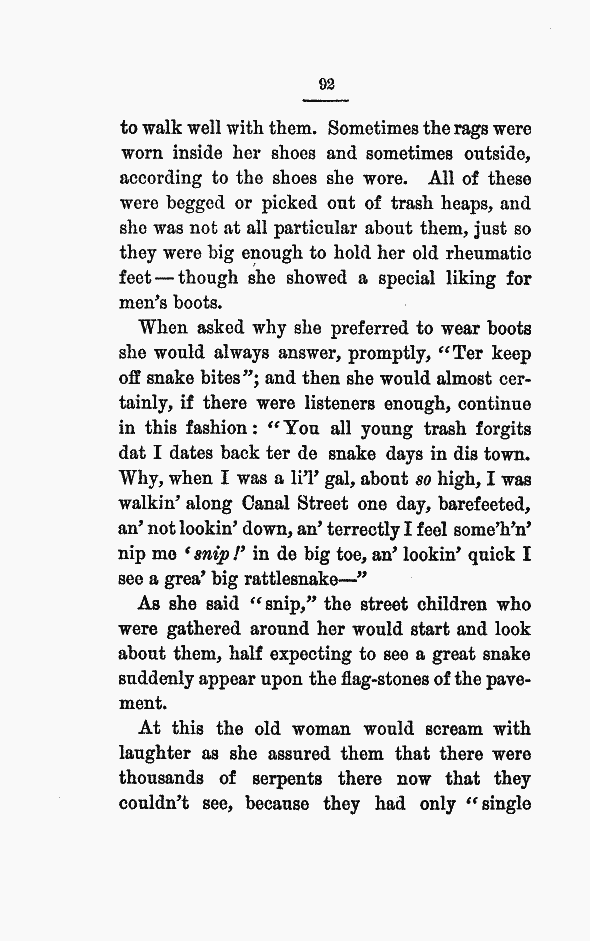 92
to walk well with them. Sometimes the rags were
worn inside her shoes and sometimes outside,
according to the shoes she wore. All of these
were begged or picked out of trash heaps, and
she was not at all particular about them, just so
they were big enough to hold her old rheumatic
feet—though she showed a special liking for
men's boots.
When asked why she preferred to wear boots
she would always answer, promptly, "Ter keep
off snake bites"; and then she would almost cer-
tainly, if there were listeners enough, continue
in this fashion: "You all young trash forgits
dat I dates back ter de snake days in dis town.
Why, when I was a li'l' gal, about so high, I was
walkin' along Canal Street one day, barefeeted,
an' not lookin' down, an' terrectly I feel some'h'n'
nip me 'snip!' in de big toe, an' lookin' quick I
see a grea' big rattlesnake—"
As she said "snip," the street children who
were gathered around her would start and look
about them, half expecting to see a great snake
suddenly appear upon the flag-stones of the pave-
ment.
At this the old woman would scream with
laughter as she assured them that there were
thousands of serpents there now that they
couldn't see, because they had only "single